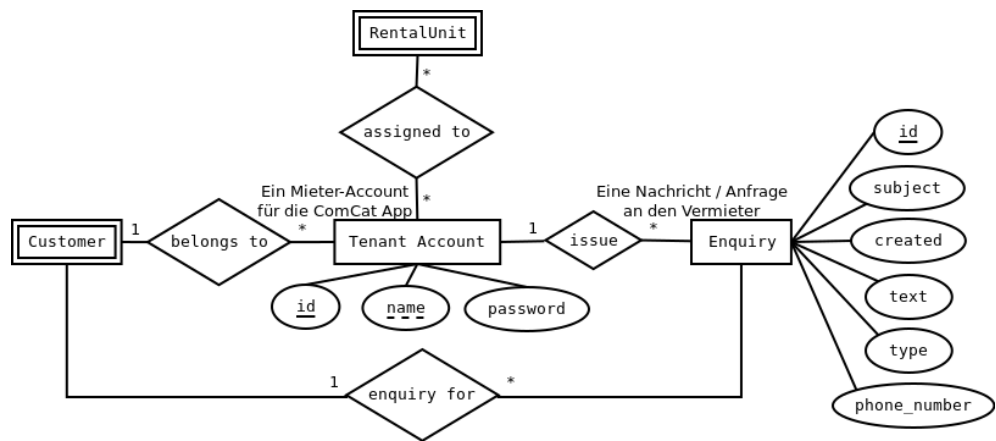 RentalUnit
*
assigned to
*
Ein Mieter-Account
für die ComCat App
Eine Nachricht / Anfrage
an den Vermieter
Customer
1
belongs to
*
Tenant Account
1
issue
*
Enquiry
id
subject
created
text
type
phone_number
id
name
password
1
enquiry for
*